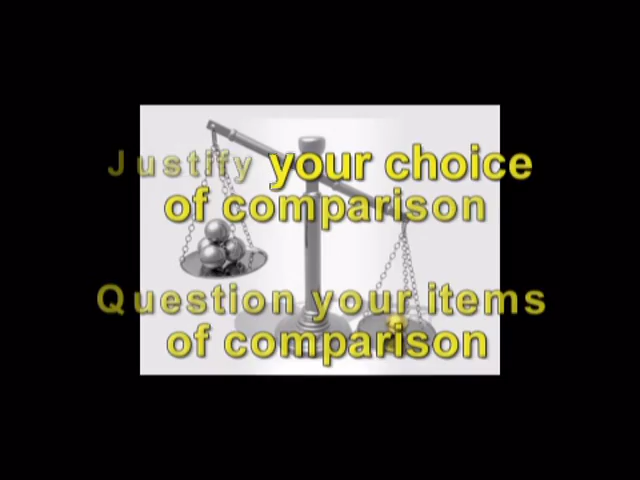 Justify your choice
of comparison
Question your items
of comparison